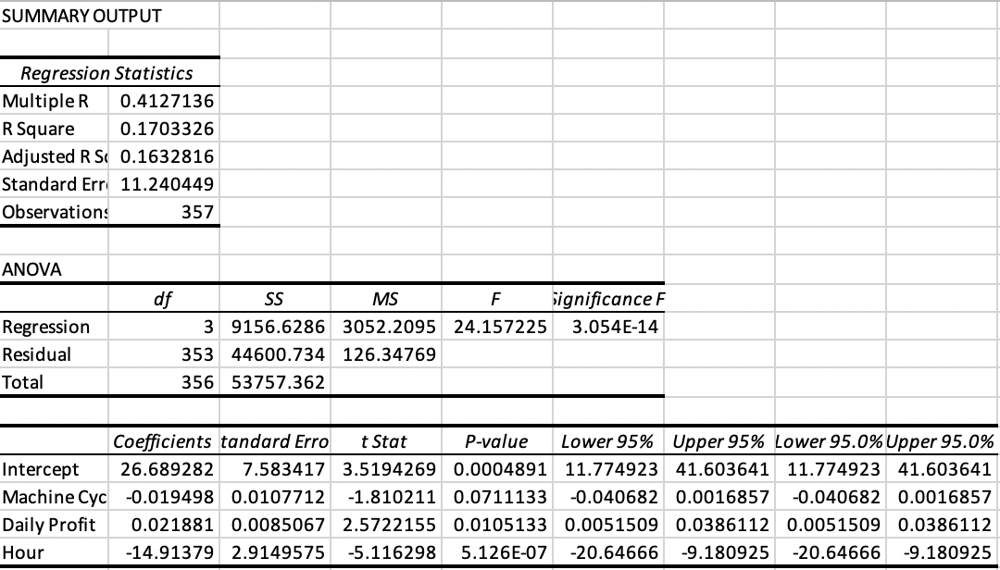 SUMMARY OUTPUT
Regression Statistics
Multiple R 0.4127136
R Square 0.1703326
Adjusted R Sq 0.1632816
Standard Erro 11.240449
Observations 357
ANOVA
df SS MS F Significance F
Regression 3 9156.6286 3052.2095 24.157225 3.054E-14
Residual 353 44600.734 126.34769
Total 356 53757.362
Coefficients tandard Erro t Stat P-value Lower 95% Upper 95% Lower 95.0% Upper 95.0%
Intercept 26.689282 7.583417 3.5194269 0.0004891 11.774923 41.603641 11.774923 41.603641
Machine Cyc -0.019498 0.0107712 -1.810211 0.0711133 -0.040682 0.0016857 -0.040682 0.0016857
Daily Profit 0.021881 0.0085067 2.5722155 0.0105133 0.0051509 0.0386112 0.0051509 0.0386112
Hour -14.91379 2.9149575 -5.116298 5.126E-07 -20.64666 -9.180925 -20.64666 -9.180925